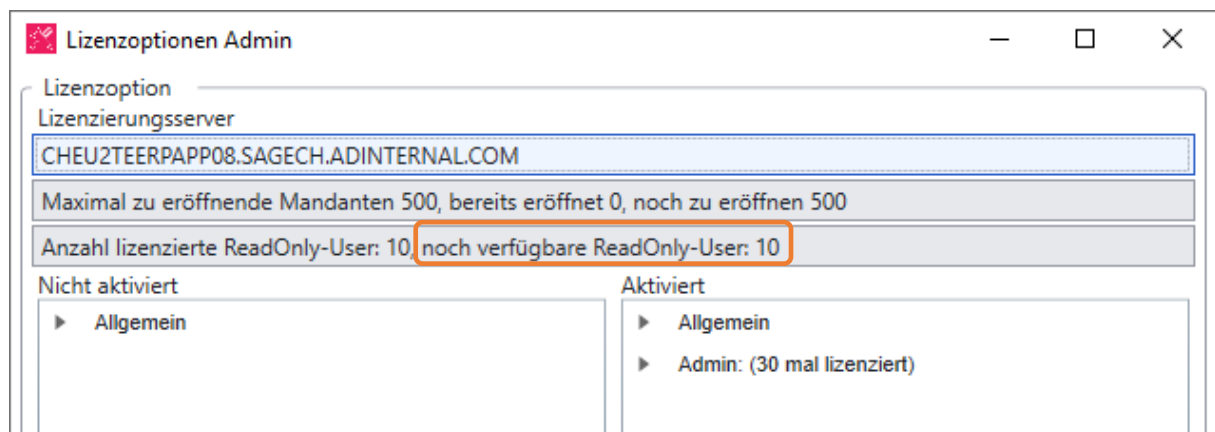 Lizenzoptionen Admin
Lizenzoption
Lizenzierungsserver
CHEU2TEERPAPP08.SAGECH.ADINTERNAL.COM
Maximal zu eröffnende Mandanten 500, bereits eröffnet 0, noch zu eröffnen 500
Anzahl lizenzierte ReadOnly-User: 10, noch verfügbare ReadOnly-User: 10
Nicht aktiviert
Aktiviert
Allgemein
Allgemein
Admin: (30 mal lizenziert)